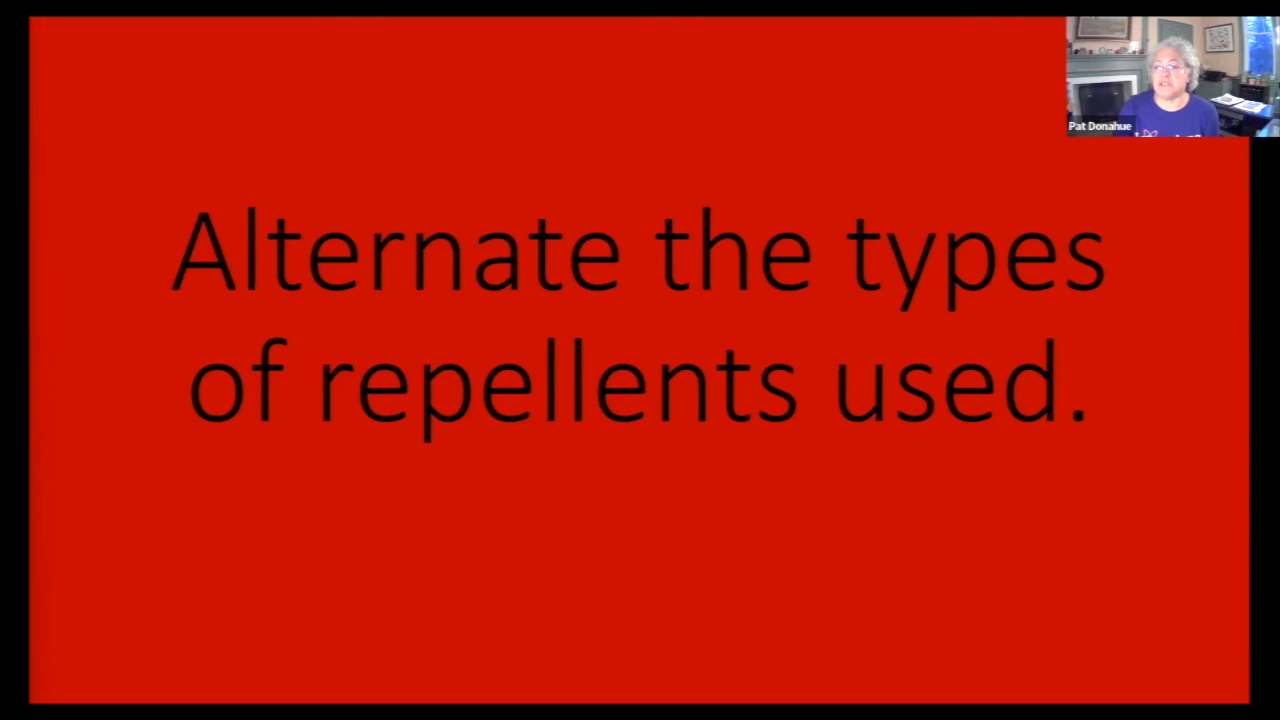 Alternate the types
of repellents used.
Pat Donahue